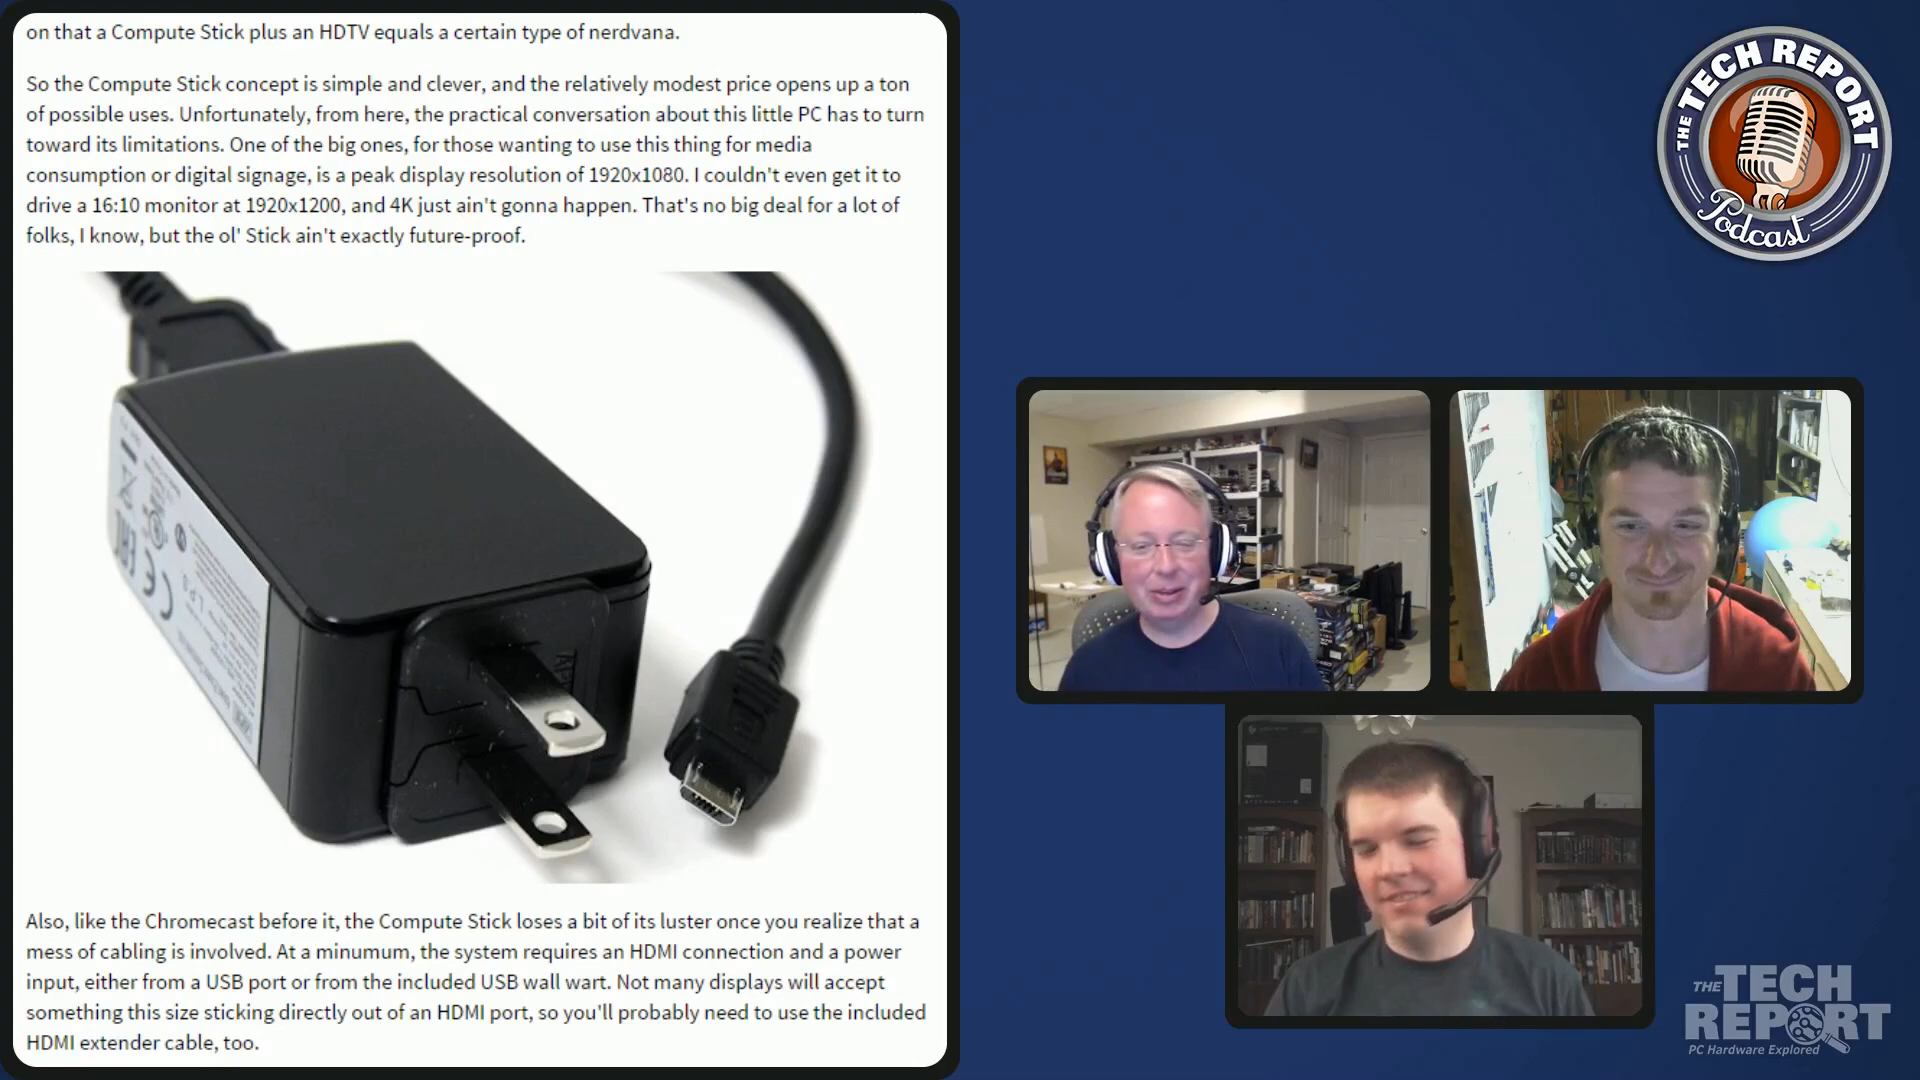 on that a Compute Stick plus an HDTV equals a certain type of nerdvana.
So the Compute Stick concept is simple and clever, and the relatively modest price opens up a ton
of possible uses. Unfortunately, from here, the practical conversation about this little PC has to turn
toward its limitations. One of the big ones, for those wanting to use this thing for media
consumption or digital signage, is a peak display resolution of 1920x1080. I couldn't even get it to
drive a 16:10 monitor at 1920x1200, and 4K just ain't gonna happen. That's no big deal for a lot of
folks, I know, but the ol' Stick ain't exactly future-proof.
Also, like the Chromecast before it, the Compute Stick loses a bit of its luster once you realize that a
mess of cabling is involved. At a minumum, the system requires an HDMI connection and a power
input, either from a USB port or from the included USB wall wart. Not many displays will accept
something this size sticking directly out of an HDMI port, so you'll probably need to use the included
HDMI extender cable, too.
THE TECH REPORT
Podcast
THE TECH
REPORT
PC Hardware Explored